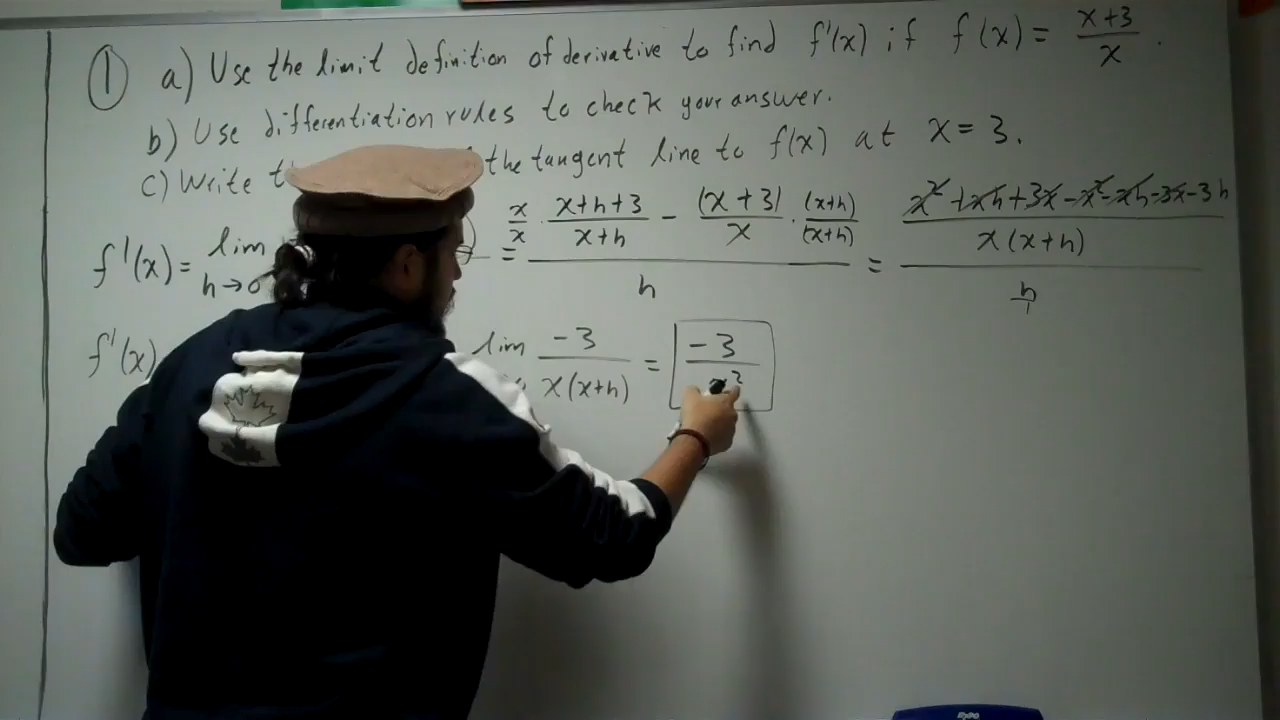 ① a) Use the limit definition of derivative to find f'(x) if f(x) = (x+3)/x.
b) Use differentiation rules to check your answer.
c) Write the tangent line to f(x) at x = 3.
f'(x) = lim h→0 = (x/x · (x+h+3)/(x+h) − (x+3)/x · (x+h)/(x+h))/h = ((x²+xh+3x−x²−xh−3x−3h)/(x(x+h)))/(h/1)
f'(x) lim −3/(x(x+h)) = −3/x²
expo